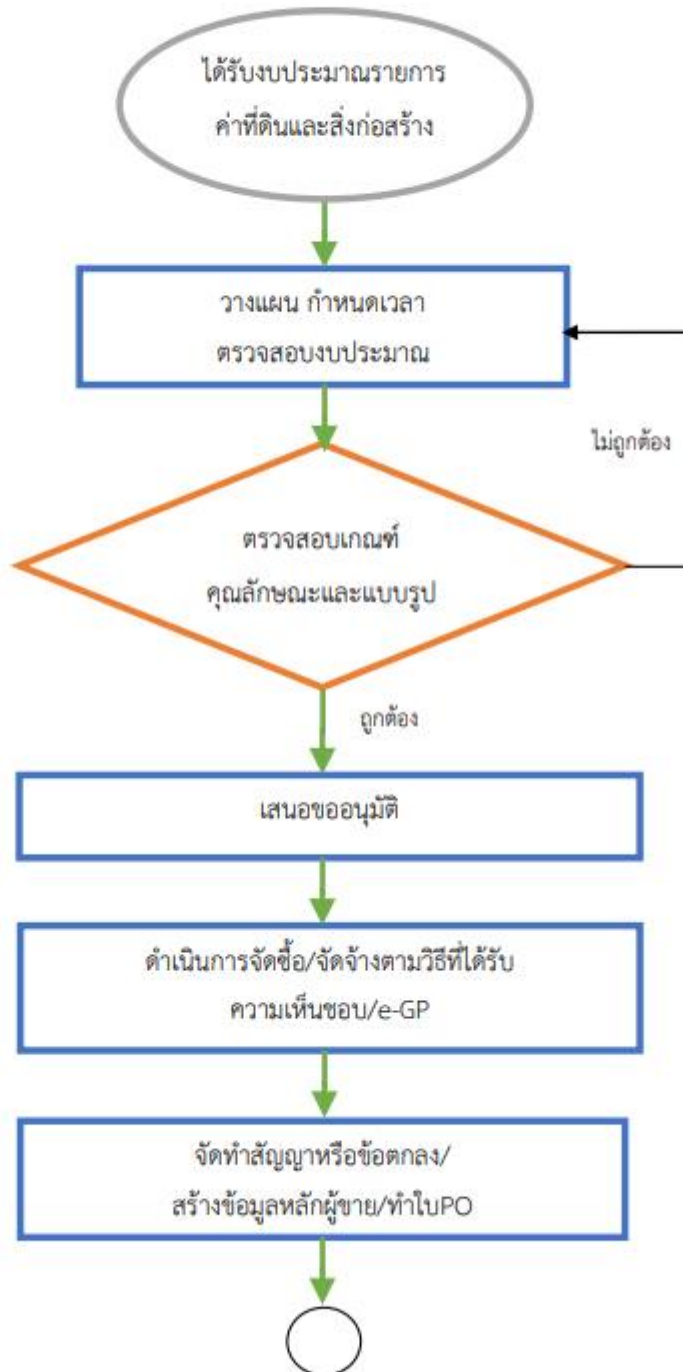 ได้รับงบประมาณรายการ
ค่าที่ดินและสิ่งก่อสร้าง
วางแผน กำหนดเวลา
ตรวจสอบงบประมาณ
ไม่ถูกต้อง
ตรวจสอบเกณฑ์
คุณลักษณะและแบบรูป
ถูกต้อง
เสนอขออนุมัติ
ดำเนินการจัดซื้อ/จัดจ้างตามวิธีที่ได้รับ
ความเห็นชอบ/e-GP
จัดทำสัญญาหรือข้อตกลง/
สร้างข้อมูลหลักผู้ขาย/ทำใบPO